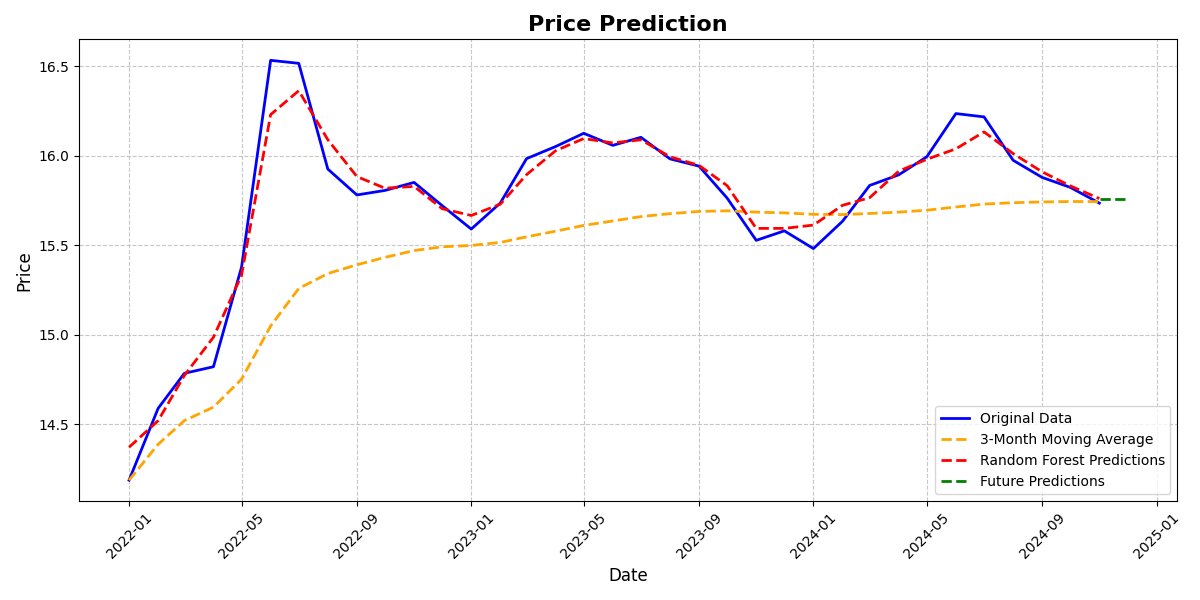 Price Prediction
Price
16.5
16.0
15.5
15.0
14.5
Original Data
3-Month Moving Average
Random Forest Predictions
Future Predictions
2022-01
2022-05
2022-09
2023-01
2023-05
2023-09
2024-01
2024-05
2024-09
2025-01
Date